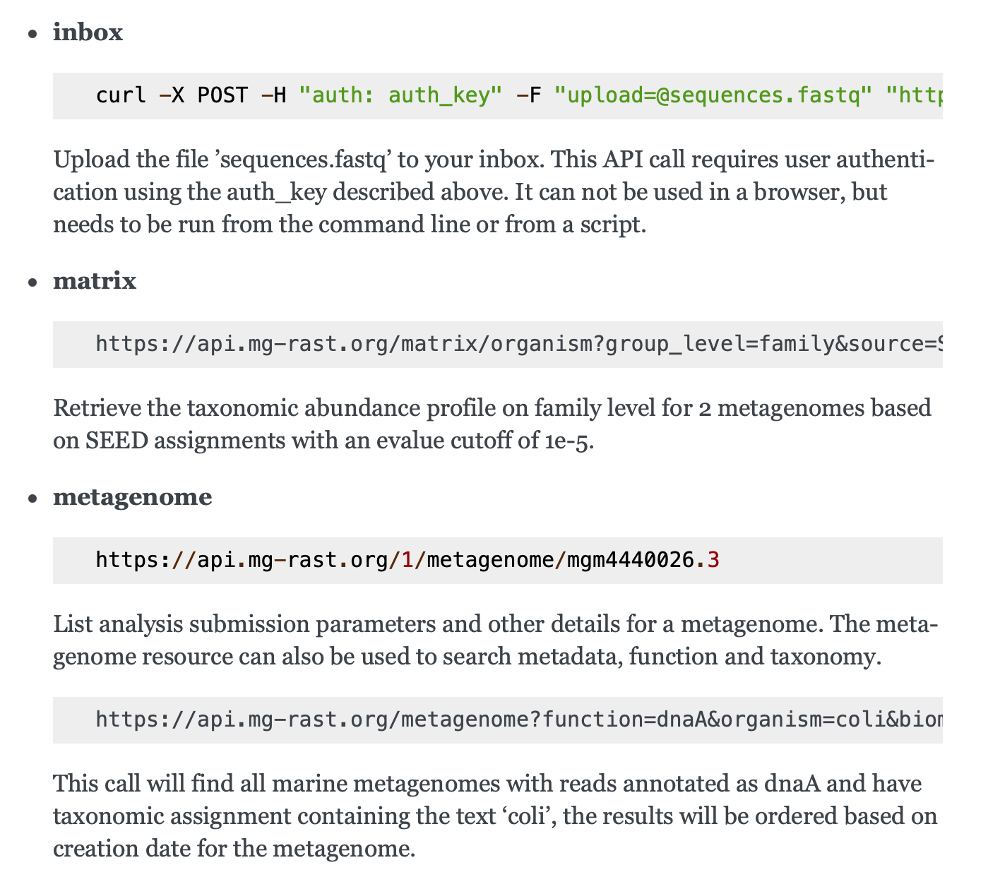 inbox
curl -X POST -H "auth: auth_key" -F "upload=@sequences.fastq" "http
Upload the file ’sequences.fastq’ to your inbox. This API call requires user authenti-
cation using the auth_key described above. It can not be used in a browser, but
needs to be run from the command line or from a script.
matrix
https://api.mg-rast.org/matrix/organism?group_level=family&source=S
Retrieve the taxonomic abundance profile on family level for 2 metagenomes based
on SEED assignments with an evalue cutoff of 1e-5.
metagenome
https://api.mg-rast.org/1/metagenome/mgm4440026.3
List analysis submission parameters and other details for a metagenome. The meta-
genome resource can also be used to search metadata, function and taxonomy.
https://api.mg-rast.org/metagenome?function=dnaA&organism=coli&biom
This call will find all marine metagenomes with reads annotated as dnaA and have
taxonomic assignment containing the text ‘coli’, the results will be ordered based on
creation date for the metagenome.